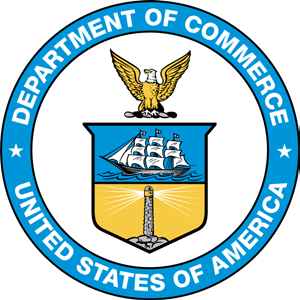 DEPARTMENT OF COMMERCE
UNITED STATES OF AMERICA